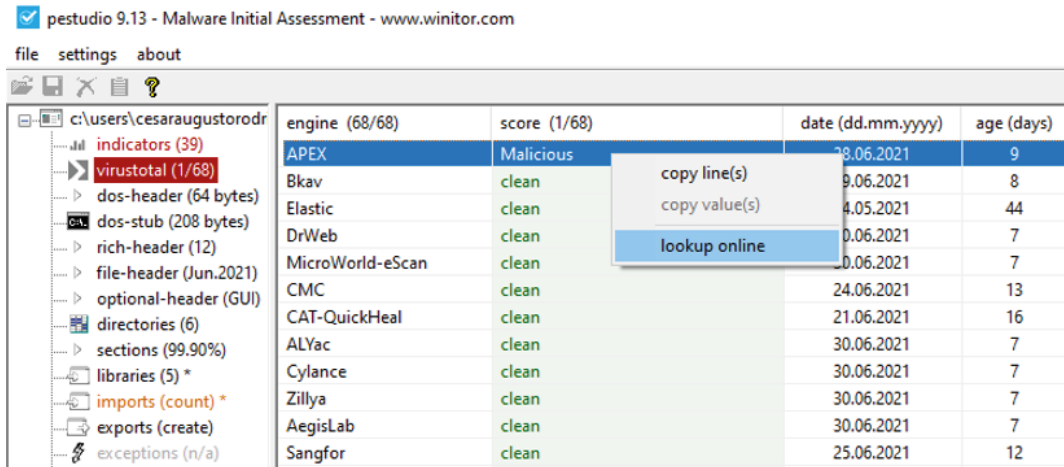 pestudio 9.13 - Malware Initial Assessment - www.winitor.com
file settings about
c:\users\cesaraugustorodr
indicators (39)
virustotal (1/68)
dos-header (64 bytes)
dos-stub (208 bytes)
rich-header (12)
file-header (Jun.2021)
optional-header (GUI)
directories (6)
sections (99.90%)
libraries (5) *
imports (count) *
exports (create)
exceptions (n/a)
engine (68/68) score (1/68) date (dd.mm.yyyy) age (days)
APEX Malicious 28.06.2021 9
Bkav clean 8
Elastic clean 44
DrWeb clean 7
MicroWorld-eScan clean 30.06.2021 7
CMC clean 24.06.2021 13
CAT-QuickHeal clean 21.06.2021 16
ALYac clean 30.06.2021 7
Cylance clean 30.06.2021 7
Zillya clean 30.06.2021 7
AegisLab clean 30.06.2021 7
Sangfor clean 25.06.2021 12
copy line(s)
copy value(s)
lookup online